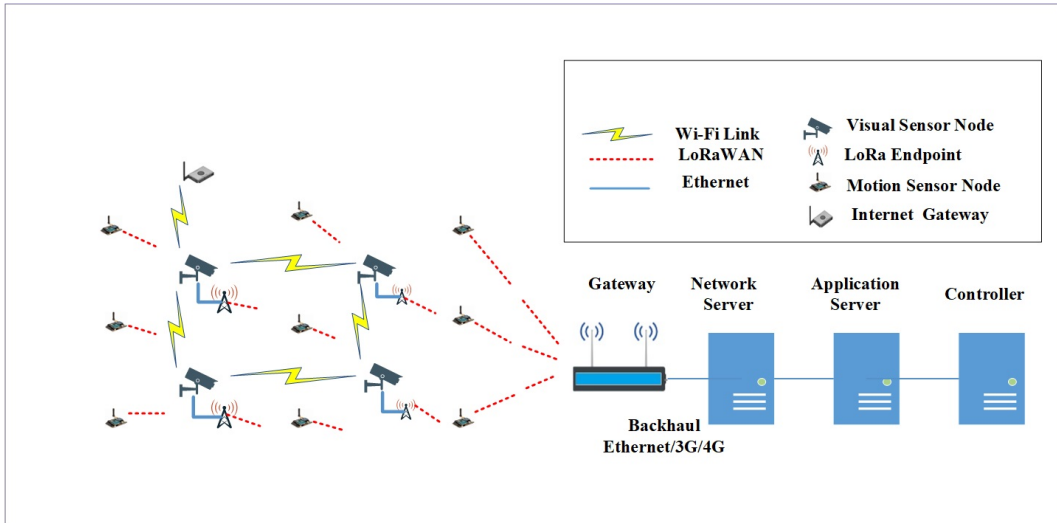 Wi-Fi Link
LoRaWAN
Ethernet
Visual Sensor Node
LoRa Endpoint
Motion Sensor Node
Internet Gateway
Gateway
Network
Server
Application
Server
Controller
Backhaul
Ethernet/3G/4G